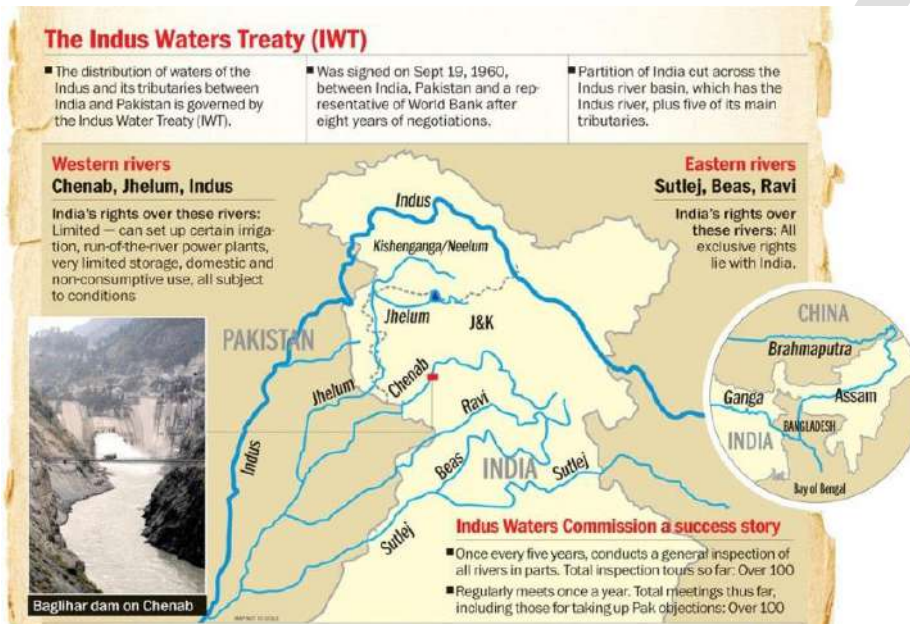 The Indus Waters Treaty (IWT)
■ The distribution of waters of the
Indus and its tributaries between
India and Pakistan is governed by
the Indus Water Treaty (IWT).
■ Was signed on Sept 19, 1960,
between India, Pakistan and a rep-
resentative of World Bank after
eight years of negotiations.
■ Partition of India cut across the
Indus river basin, which has the
Indus river, plus five of its main
tributaries.
Western rivers
Chenab, Jhelum, Indus
India's rights over these rivers:
Limited — can set up certain irriga-
tion, run-of-the-river power plants,
very limited storage, domestic and
non-consumptive use, all subject
to conditions
Eastern rivers
Sutlej, Beas, Ravi
India's rights over
these rivers: All
exclusive rights
lie with India.
Indus
Kishenganga/Neelum
Jhelum
J&K
PAKISTAN
Jhelum
Chenab
Ravi
Indus
Beas
INDIA
Sutlej
Sutlej
CHINA
Brahmaputra
Ganga
Assam
BANGLADESH
INDIA
Bay of Bengal
Baglihar dam on Chenab
MAP NOT TO SCALE
Indus Waters Commission a success story
■ Once every five years, conducts a general inspection of
all rivers in parts. Total inspection tours so far: Over 100
■ Regularly meets once a year. Total meetings thus far,
including those for taking up Pak objections: Over 100